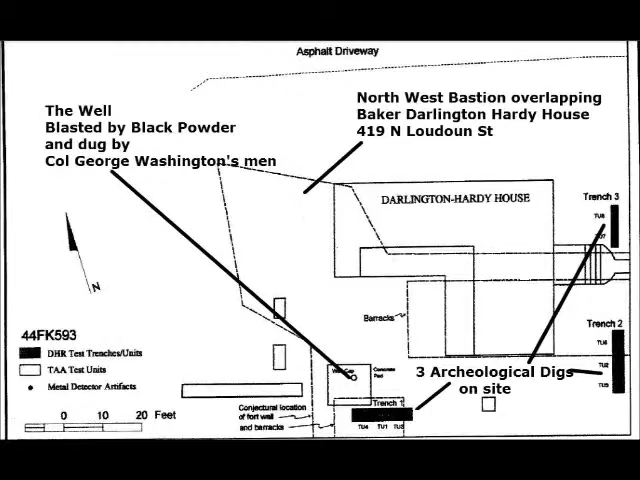 Asphalt Driveway
The Well
Blasted by Black Powder
and dug by
Col George Washington's men
North West Bastion overlapping
Baker Darlington Hardy House
419 N Loudoun St
DARLINGTON-HARDY HOUSE
Trench 3
TU8
TU7
N
Barracks
Trench 2
TU6
TU2
TU5
44FK593
DHR Test Trenches/Units
TAA Test Units
Metal Detector Artifacts
Well Cap
Concrete
Pad
3 Archeological Digs
on site
Trench 1
TU4 TU1 TU3
Conjectural location
of fort wall
and barracks
0 10 20 Feet